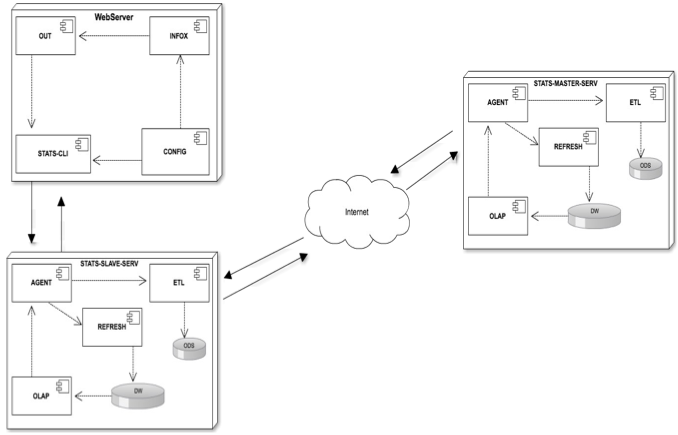 WebServer
OUT
INFOX
STATS-CLI
CONFIG
STATS-MASTER-SERV
AGENT
ETL
REFRESH
ODS
OLAP
DW
Internet
STATS-SLAVE-SERV
AGENT
ETL
REFRESH
ODS
OLAP
DW